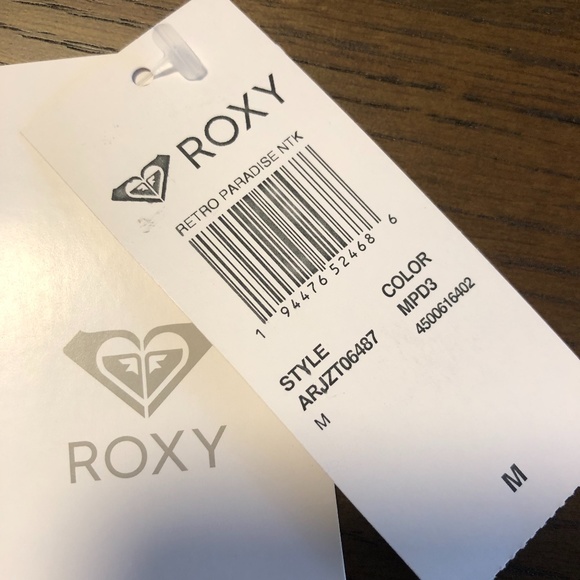 ROXY
RETRO PARADISE NTK
1 94476 52468 6
STYLE
ARJZT06487
M
COLOR
MPD3
4500616402
M
ROXY